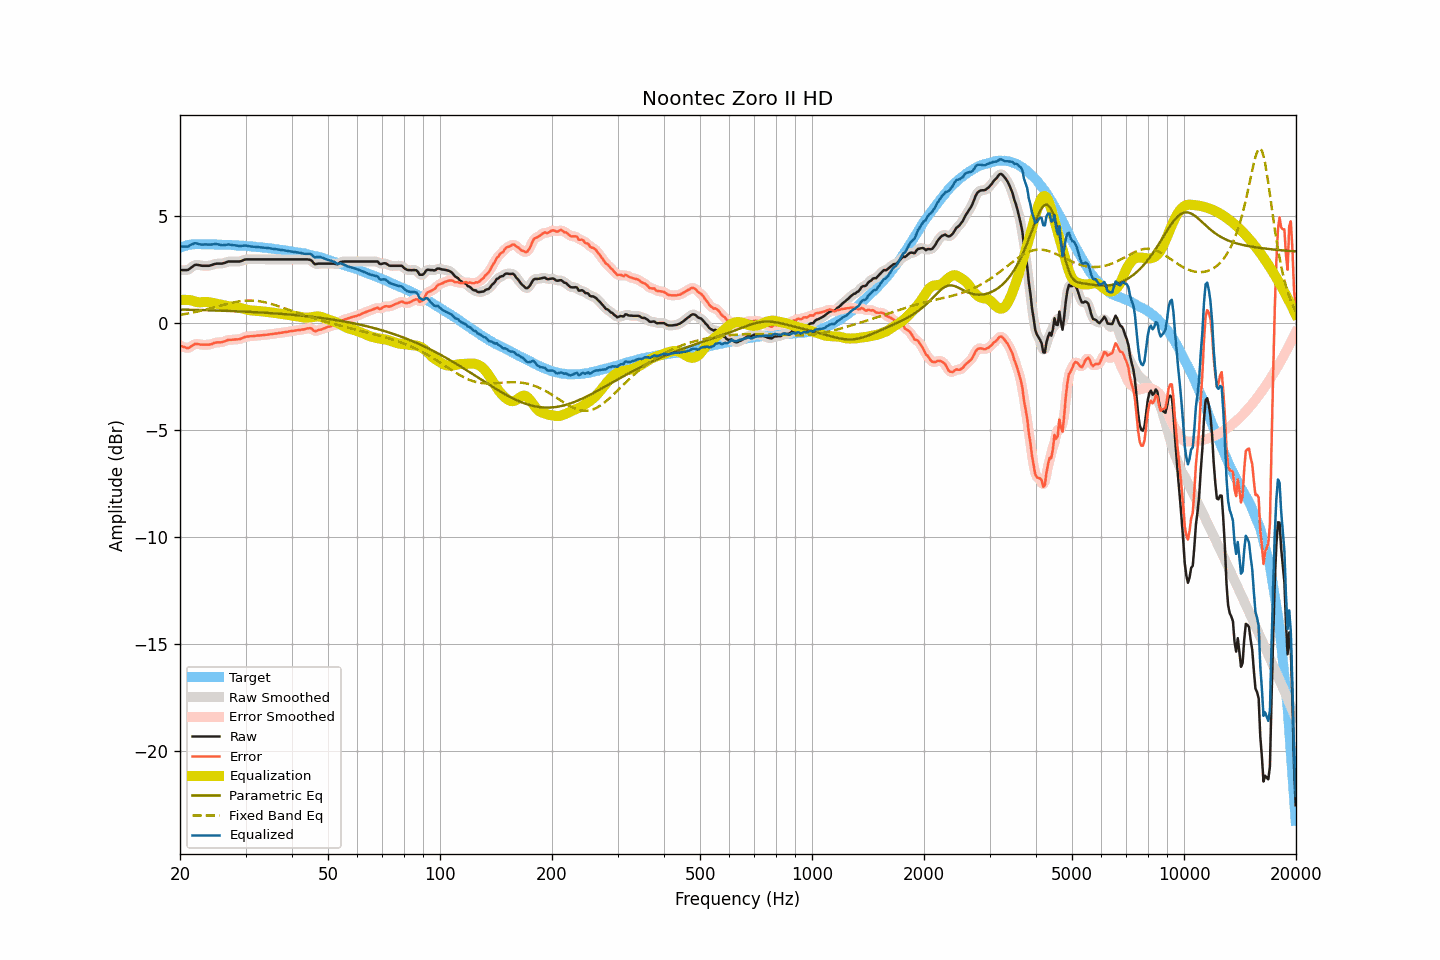 Noontec Zoro II HD
Amplitude (dBr)
5
0
−5
−10
−15
−20
Target
Raw Smoothed
Error Smoothed
Raw
Error
Equalization
Parametric Eq
Fixed Band Eq
Equalized
20 50 100 200 500 1000 2000 5000 10000 20000
Frequency (Hz)